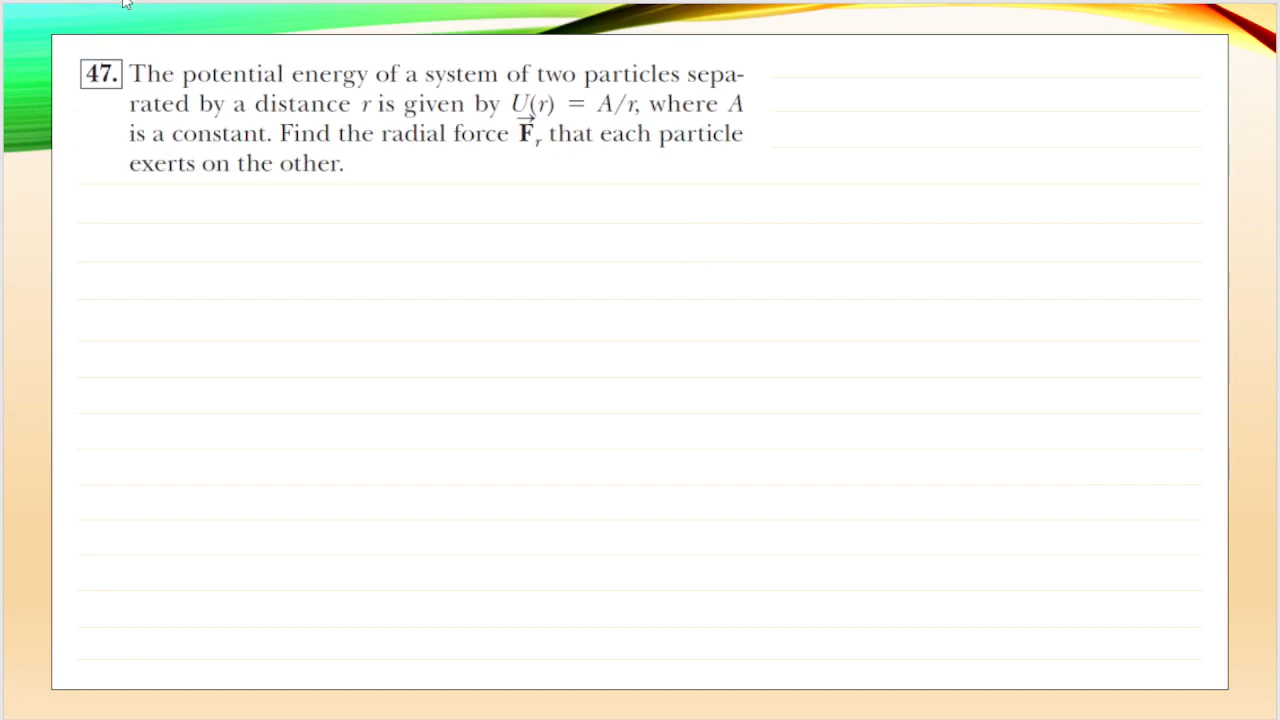 47. The potential energy of a system of two particles sepa-
rated by a distance r is given by U(r) = A/r, where A
is a constant. Find the radial force F⃗ᵣ that each particle
exerts on the other.